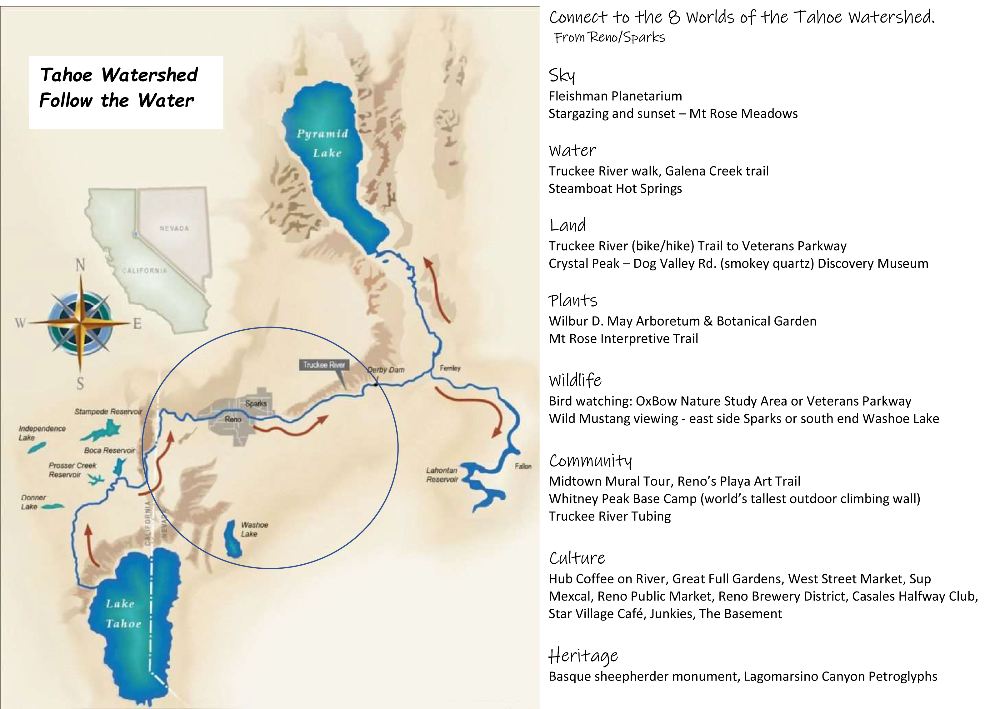 Tahoe Watershed
Follow the Water
Pyramid
Lake
NEVADA
CALIFORNIA
N
W
E
S
Truckee River
Derby Dam
Fernley
Sparks
Reno
Stampede Reservoir
Independence
Lake
Boca Reservoir
Prosser Creek
Reservoir
Donner
Lake
CALIFORNIA
NEVADA
Washoe
Lake
Lahontan
Reservoir
Fallon
Lake
Tahoe
Connect to the 8 Worlds of the Tahoe Watershed.
From Reno/Sparks
Sky
Fleishman Planetarium
Stargazing and sunset – Mt Rose Meadows
Water
Truckee River walk, Galena Creek trail
Steamboat Hot Springs
Land
Truckee River (bike/hike) Trail to Veterans Parkway
Crystal Peak – Dog Valley Rd. (smokey quartz) Discovery Museum
Plants
Wilbur D. May Arboretum & Botanical Garden
Mt Rose Interpretive Trail
Wildlife
Bird watching: OxBow Nature Study Area or Veterans Parkway
Wild Mustang viewing - east side Sparks or south end Washoe Lake
Community
Midtown Mural Tour, Reno’s Playa Art Trail
Whitney Peak Base Camp (world’s tallest outdoor climbing wall)
Truckee River Tubing
Culture
Hub Coffee on River, Great Full Gardens, West Street Market, Sup
Mexcal, Reno Public Market, Reno Brewery District, Casales Halfway Club,
Star Village Café, Junkies, The Basement
Heritage
Basque sheepherder monument, Lagomarsino Canyon Petroglyphs